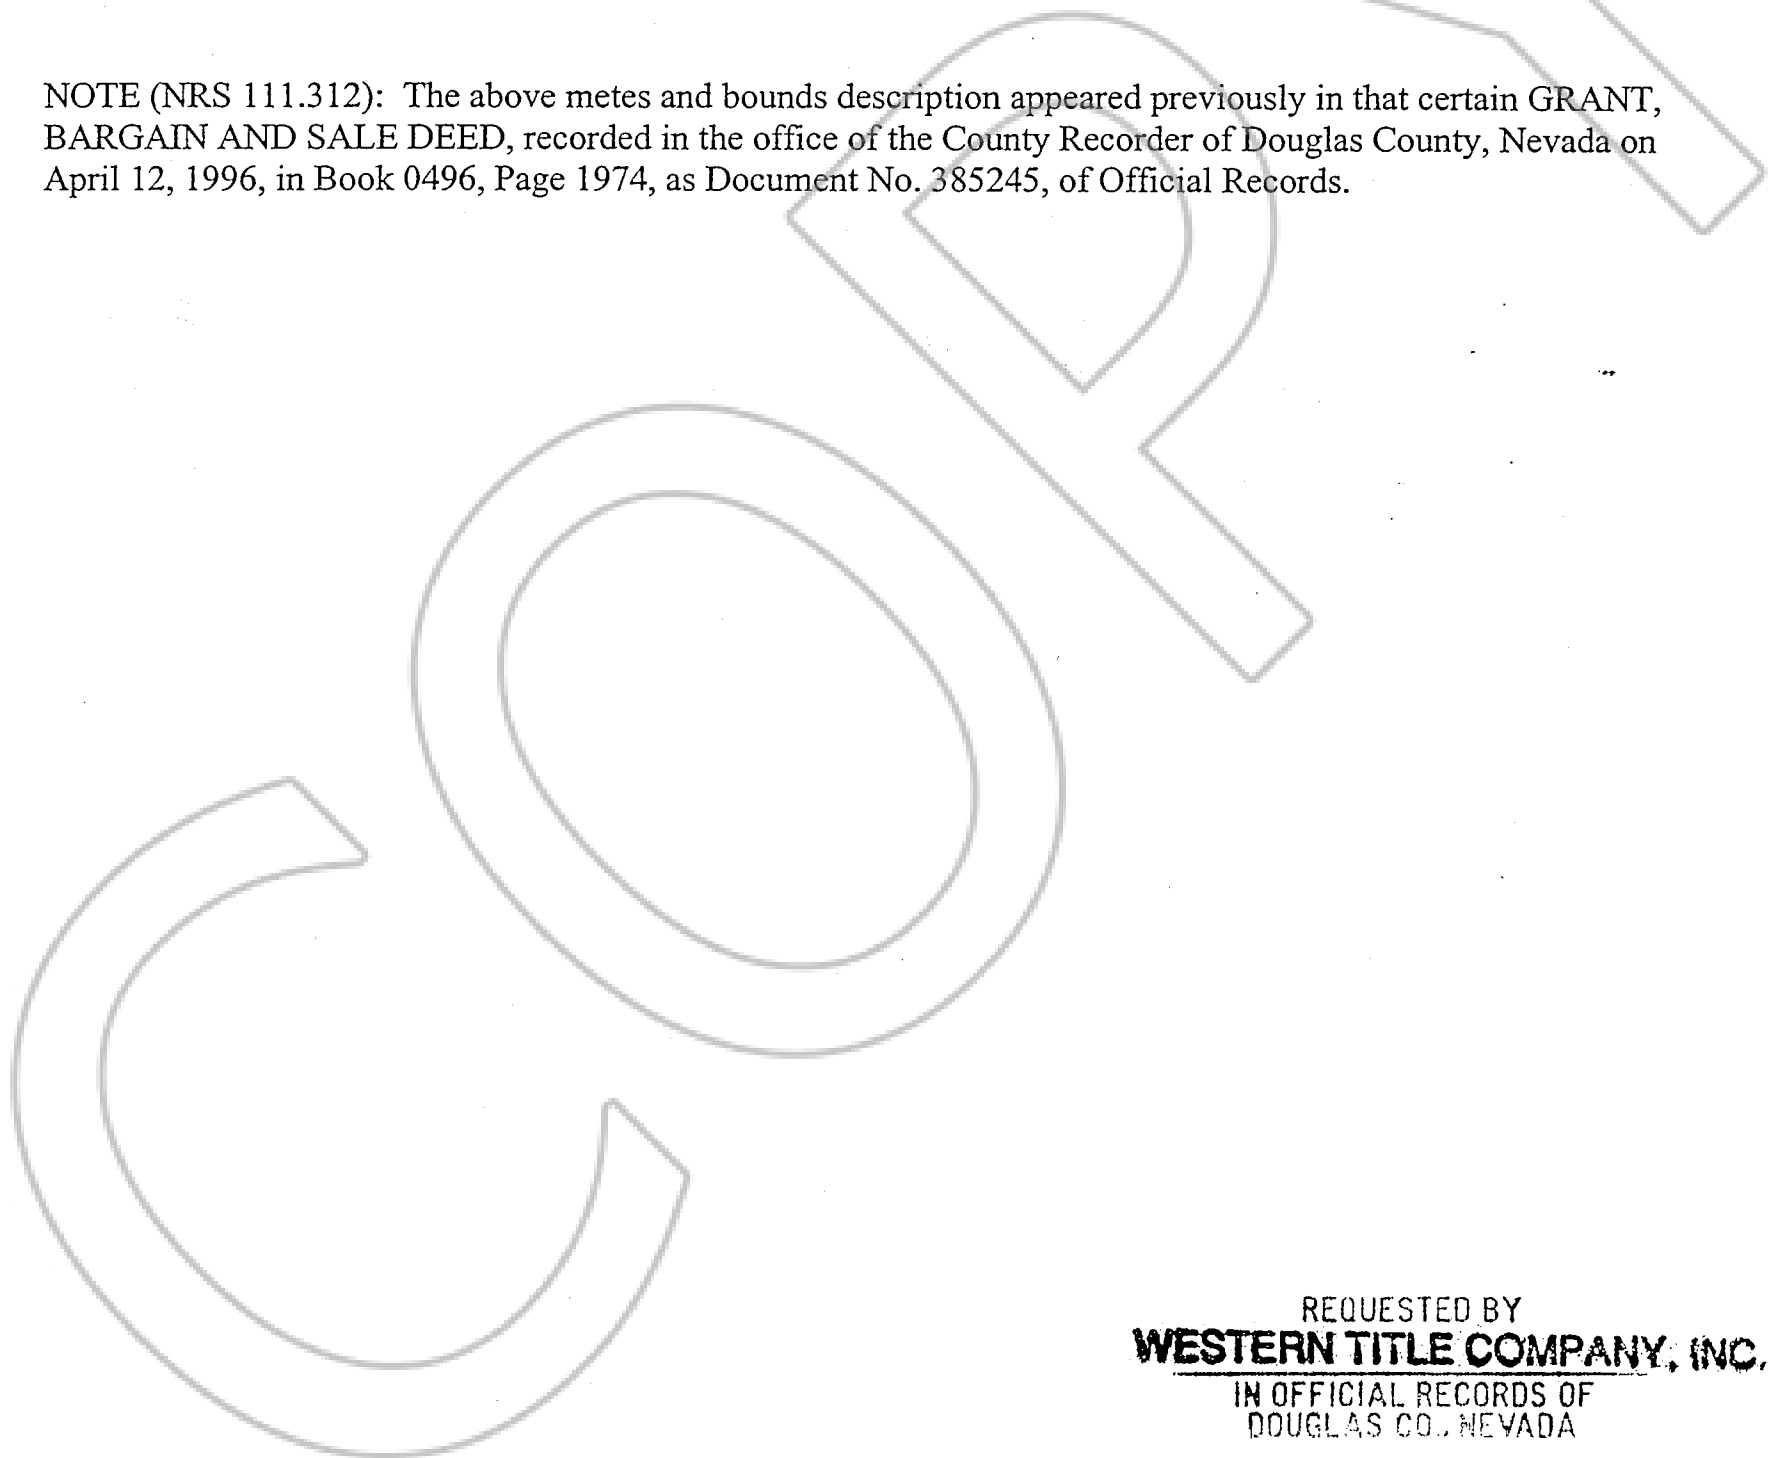 NOTE (NRS 111.312): The above metes and bounds description appeared previously in that certain GRANT,
BARGAIN AND SALE DEED, recorded in the office of the County Recorder of Douglas County, Nevada on
April 12, 1996, in Book 0496, Page 1974, as Document No. 385245, of Official Records.
COPY
REQUESTED BY
WESTERN TITLE COMPANY, INC.
IN OFFICIAL RECORDS OF
DOUGLAS CO., NEVADA